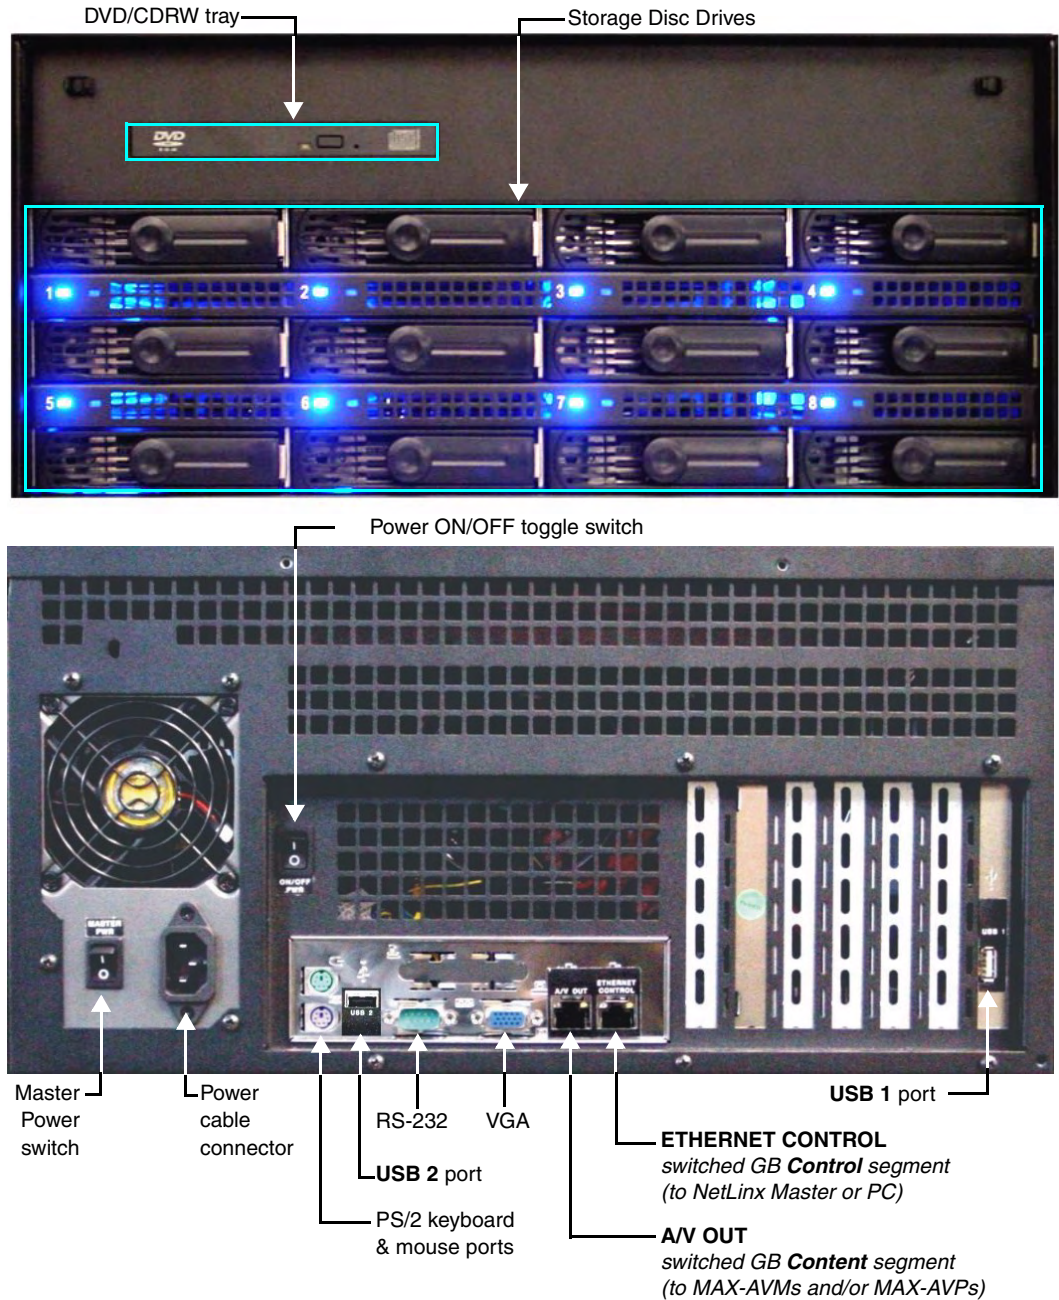 DVD/CDRW tray
Storage Disc Drives
DVD
1 2 3 4
5 6 7 8
Power ON/OFF toggle switch
ON/OFF
PWR
MASTER
PWR
USB 1
USB 2
A/V OUT
ETHERNET
CONTROL
Master
Power
switch
Power
cable
connector
RS-232
VGA
USB 2 port
PS/2 keyboard
& mouse ports
USB 1 port
ETHERNET CONTROL
switched GB Control segment
(to NetLinx Master or PC)
A/V OUT
switched GB Content segment
(to MAX-AVMs and/or MAX-AVPs)